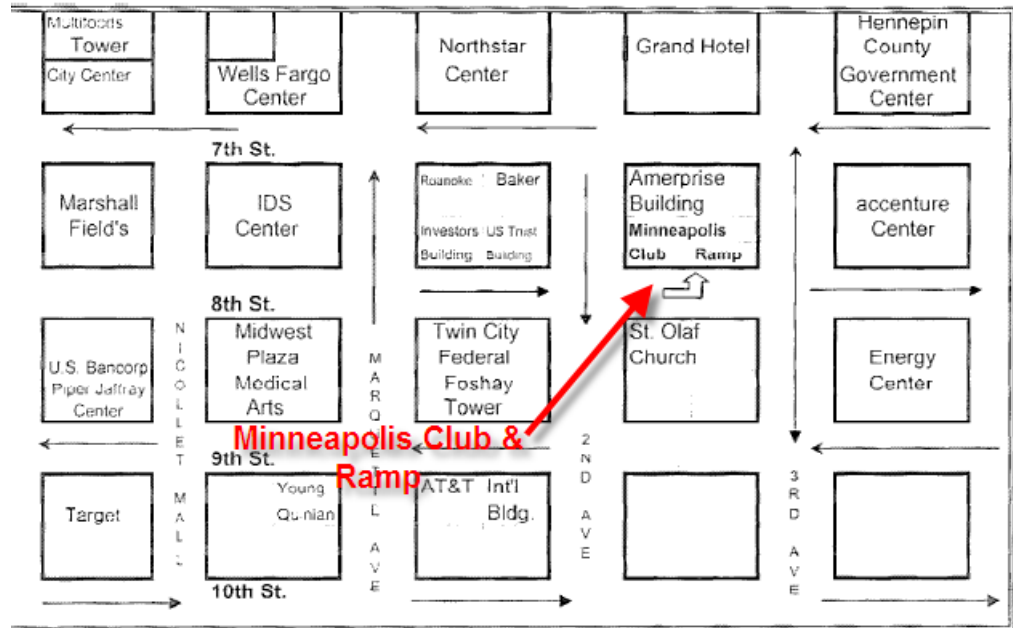 Multifoods
Tower
City Center
Wells Fargo
Center
Northstar
Center
Grand Hotel
Hennepin
County
Government
Center
7th St.
Marshall
Field's
IDS
Center
Roanoke Baker
Investors US Trust
Building Building
Amerprise
Building
Minneapolis
Club Ramp
accenture
Center
8th St.
NICOLLET MALL
MARQUETTE AVE
2ND AVE
3RD AVE
U.S. Bancorp
Piper Jaffray
Center
Midwest
Plaza
Medical
Arts
Twin City
Federal
Foshay
Tower
St. Olaf
Church
Energy
Center
Minneapolis Club &
Ramp
9th St.
Target
Young
Quinlan
AT&T Int'l
Bldg.
10th St.